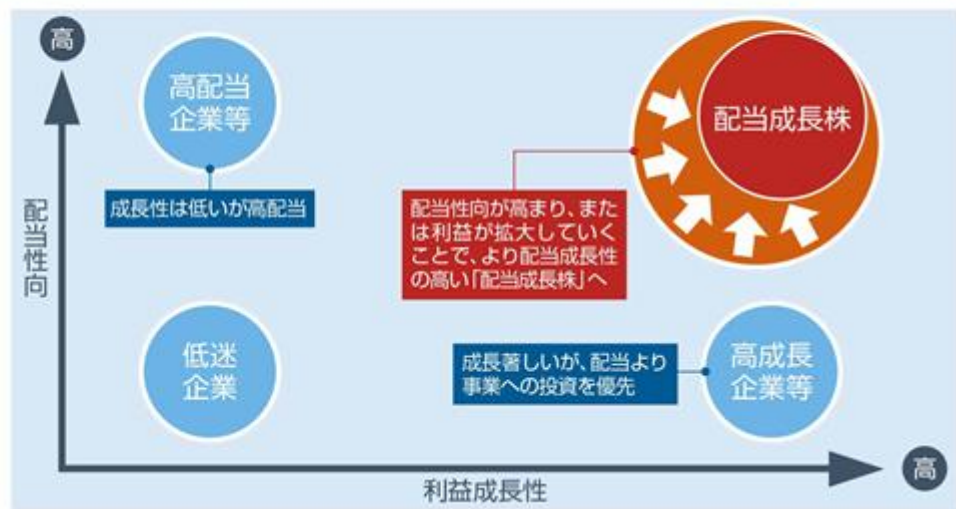 高
高配当
企業等
成長性は低いが高配当
配当成長株
配当性向が高まり、また
は利益が拡大していく
ことで、より配当成長性
の高い「配当成長株」へ
配当性向
低迷
企業
成長著しいが、配当より
事業への投資を優先
高成長
企業等
利益成長性
高